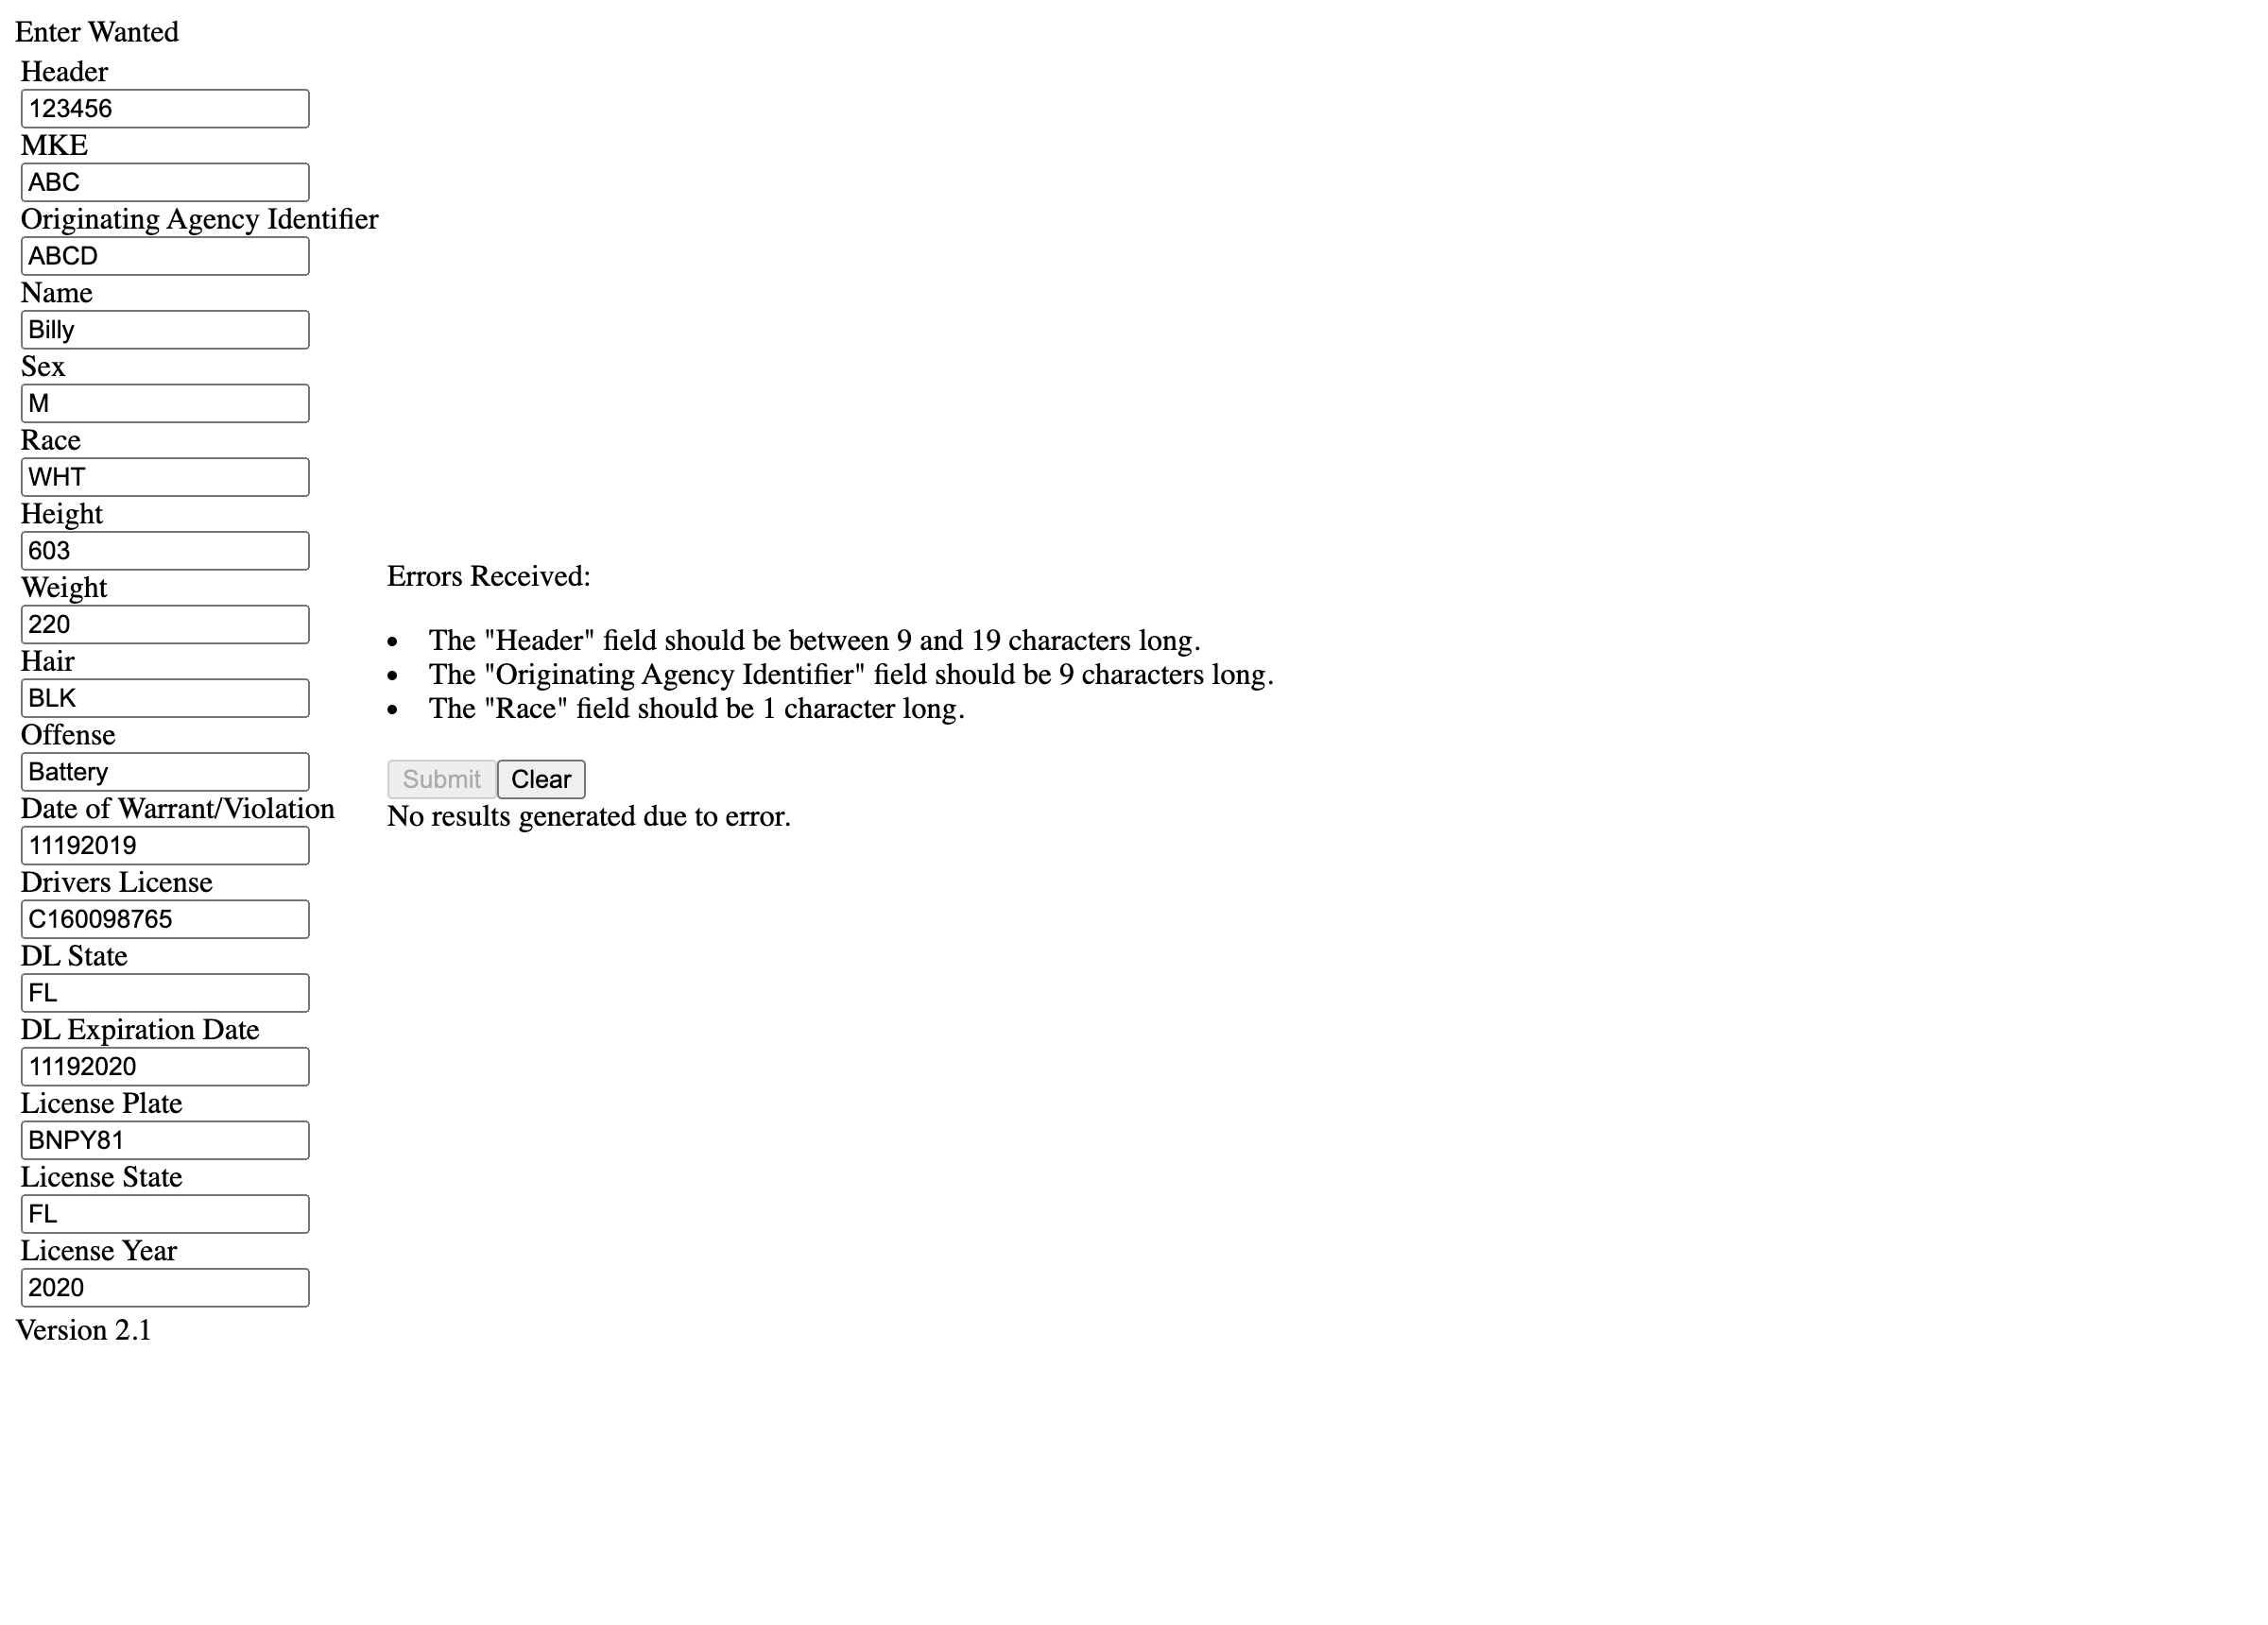 Enter Wanted
Header
123456
MKE
ABC
Originating Agency Identifier
ABCD
Name
Billy
Sex
M
Race
WHT
Height
603
Weight
220
Hair
BLK
Offense
Battery
Date of Warrant/Violation
11192019
Drivers License
C160098765
DL State
FL
DL Expiration Date
11192020
License Plate
BNPY81
License State
FL
License Year
2020
Errors Received:
• The "Header" field should be between 9 and 19 characters long.
• The "Originating Agency Identifier" field should be 9 characters long.
• The "Race" field should be 1 character long.
Submit Clear
No results generated due to error.
Version 2.1